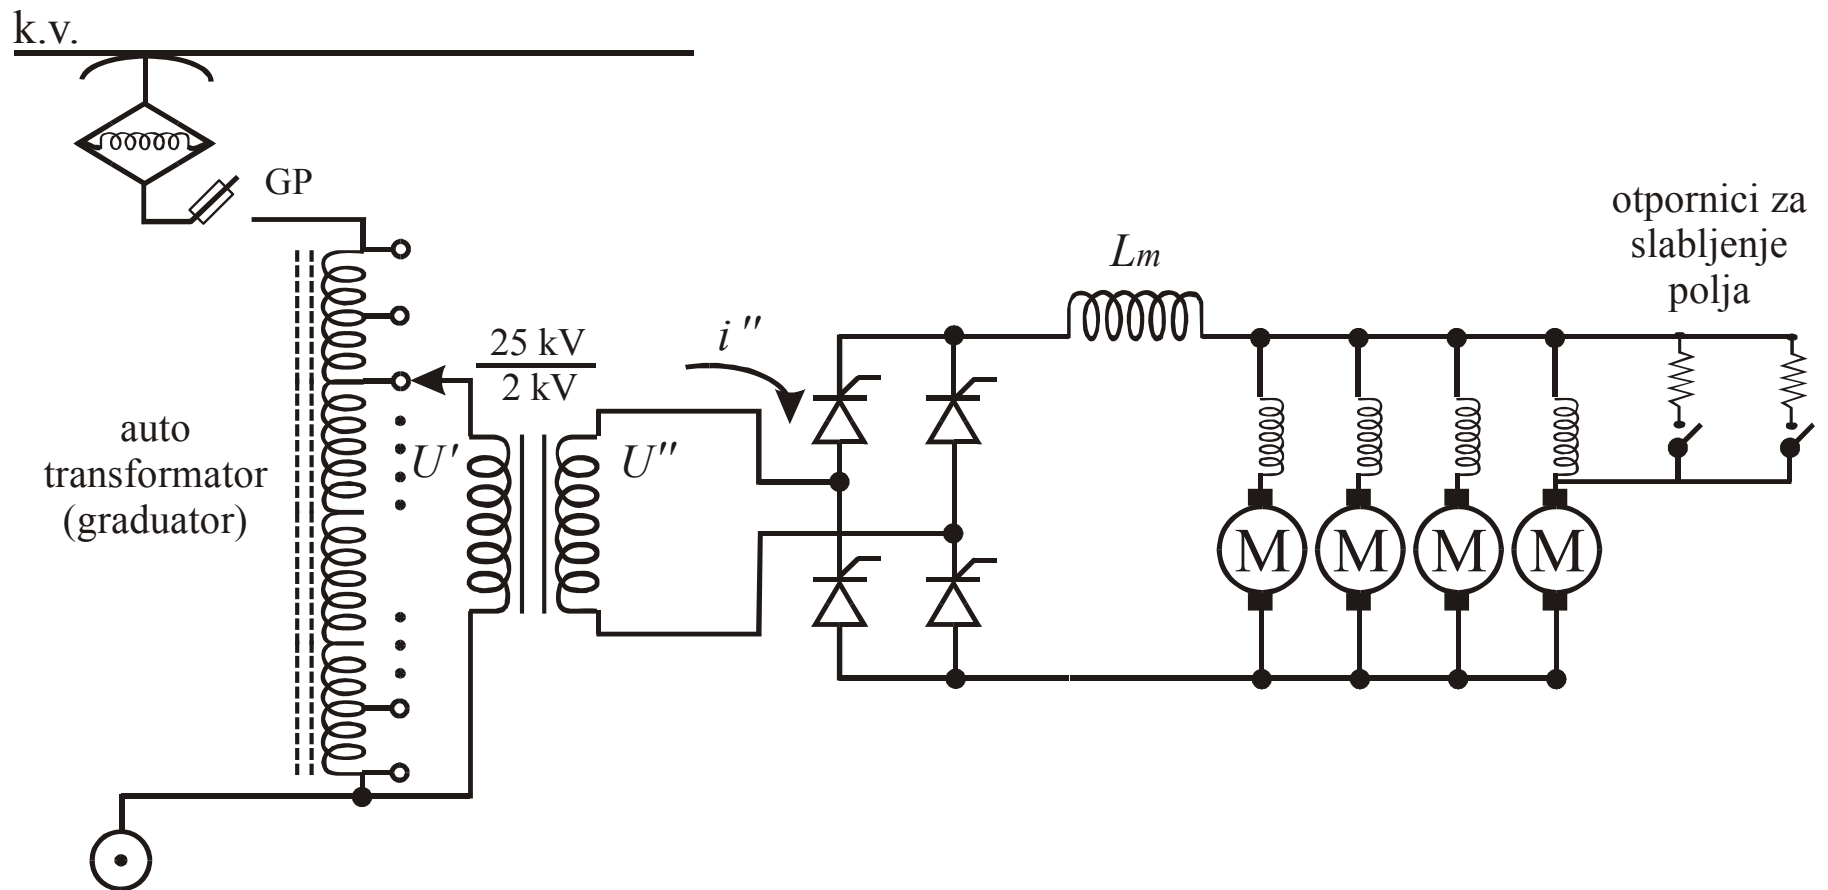 k.v.
GP
otpornici za
slabljenje
polja
Lm
i ″
25 kV
2 kV
auto
transformator
(graduator)
U′
U″
M
M
M
M